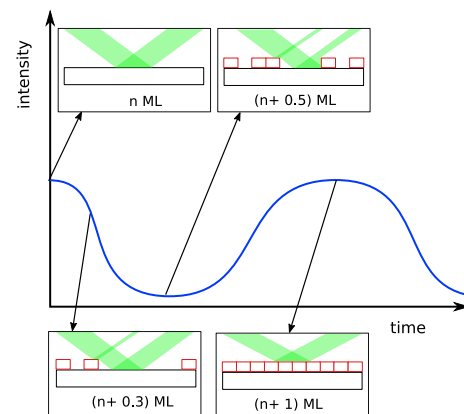 intensity
n ML
(n+ 0.5) ML
time
(n+ 0.3) ML
(n+ 1) ML